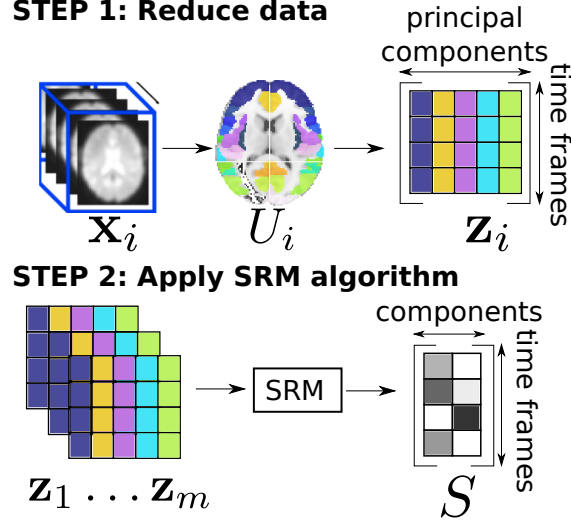 STEP 1: Reduce data
principal
components
time frames
𝐱_i
U_i
𝐳_i
STEP 2: Apply SRM algorithm
components
time frames
SRM
𝐳_1 ... 𝐳_m
S